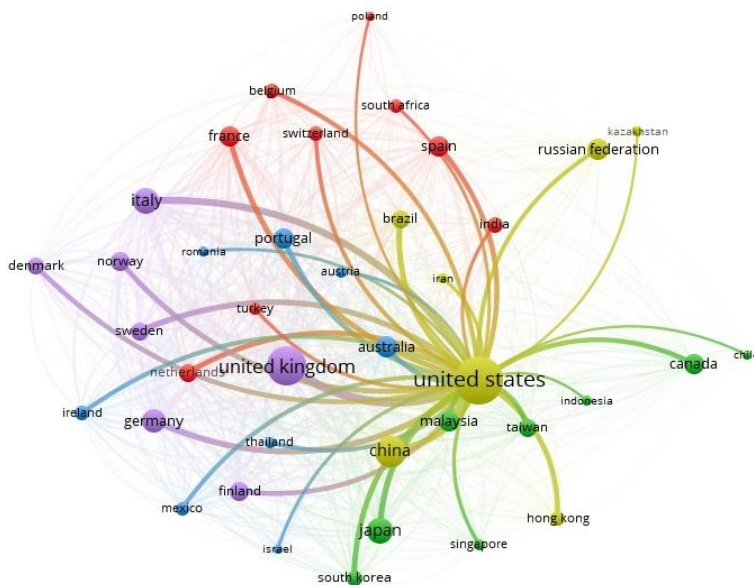 poland
belgium
south africa
france
switzerland
spain
russian federation
kazakhstan
italy
brazil
india
portugal
romania
denmark
norway
austria
iran
turkey
sweden
australia
chile
united kingdom
netherlands
canada
united states
indonesia
ireland
germany
malaysia
taiwan
thailand
china
finland
mexico
hong kong
japan
israel
singapore
south korea